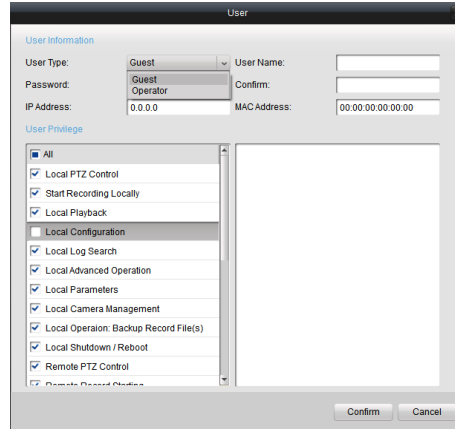 User
User Information
User Type: Guest User Name:
Guest
Operator
Password: Confirm:
IP Address: 0.0.0.0 MAC Address: 00:00:00:00:00:00
User Privilege
All
Local PTZ Control
Start Recording Locally
Local Playback
Local Configuration
Local Log Search
Local Advanced Operation
Local Parameters
Local Camera Management
Local Operaion: Backup Record File(s)
Local Shutdown / Reboot
Remote PTZ Control
Remote Record Starting
Confirm Cancel